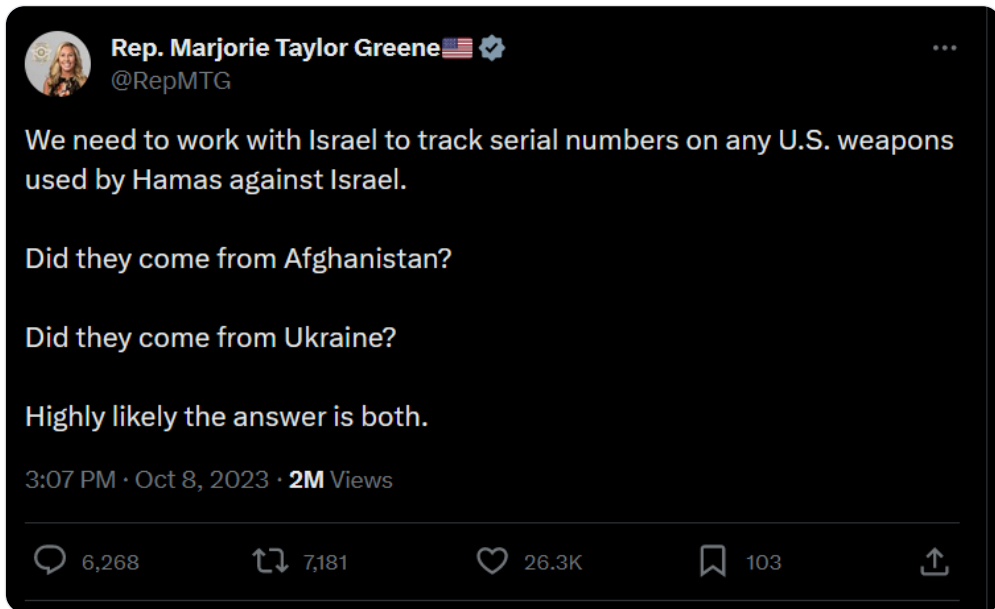 Rep. Marjorie Taylor Greene🇺🇸
@RepMTG
We need to work with Israel to track serial numbers on any U.S. weapons
used by Hamas against Israel.
Did they come from Afghanistan?
Did they come from Ukraine?
Highly likely the answer is both.
3:07 PM · Oct 8, 2023 · 2M Views
6,268 7,181 26.3K 103